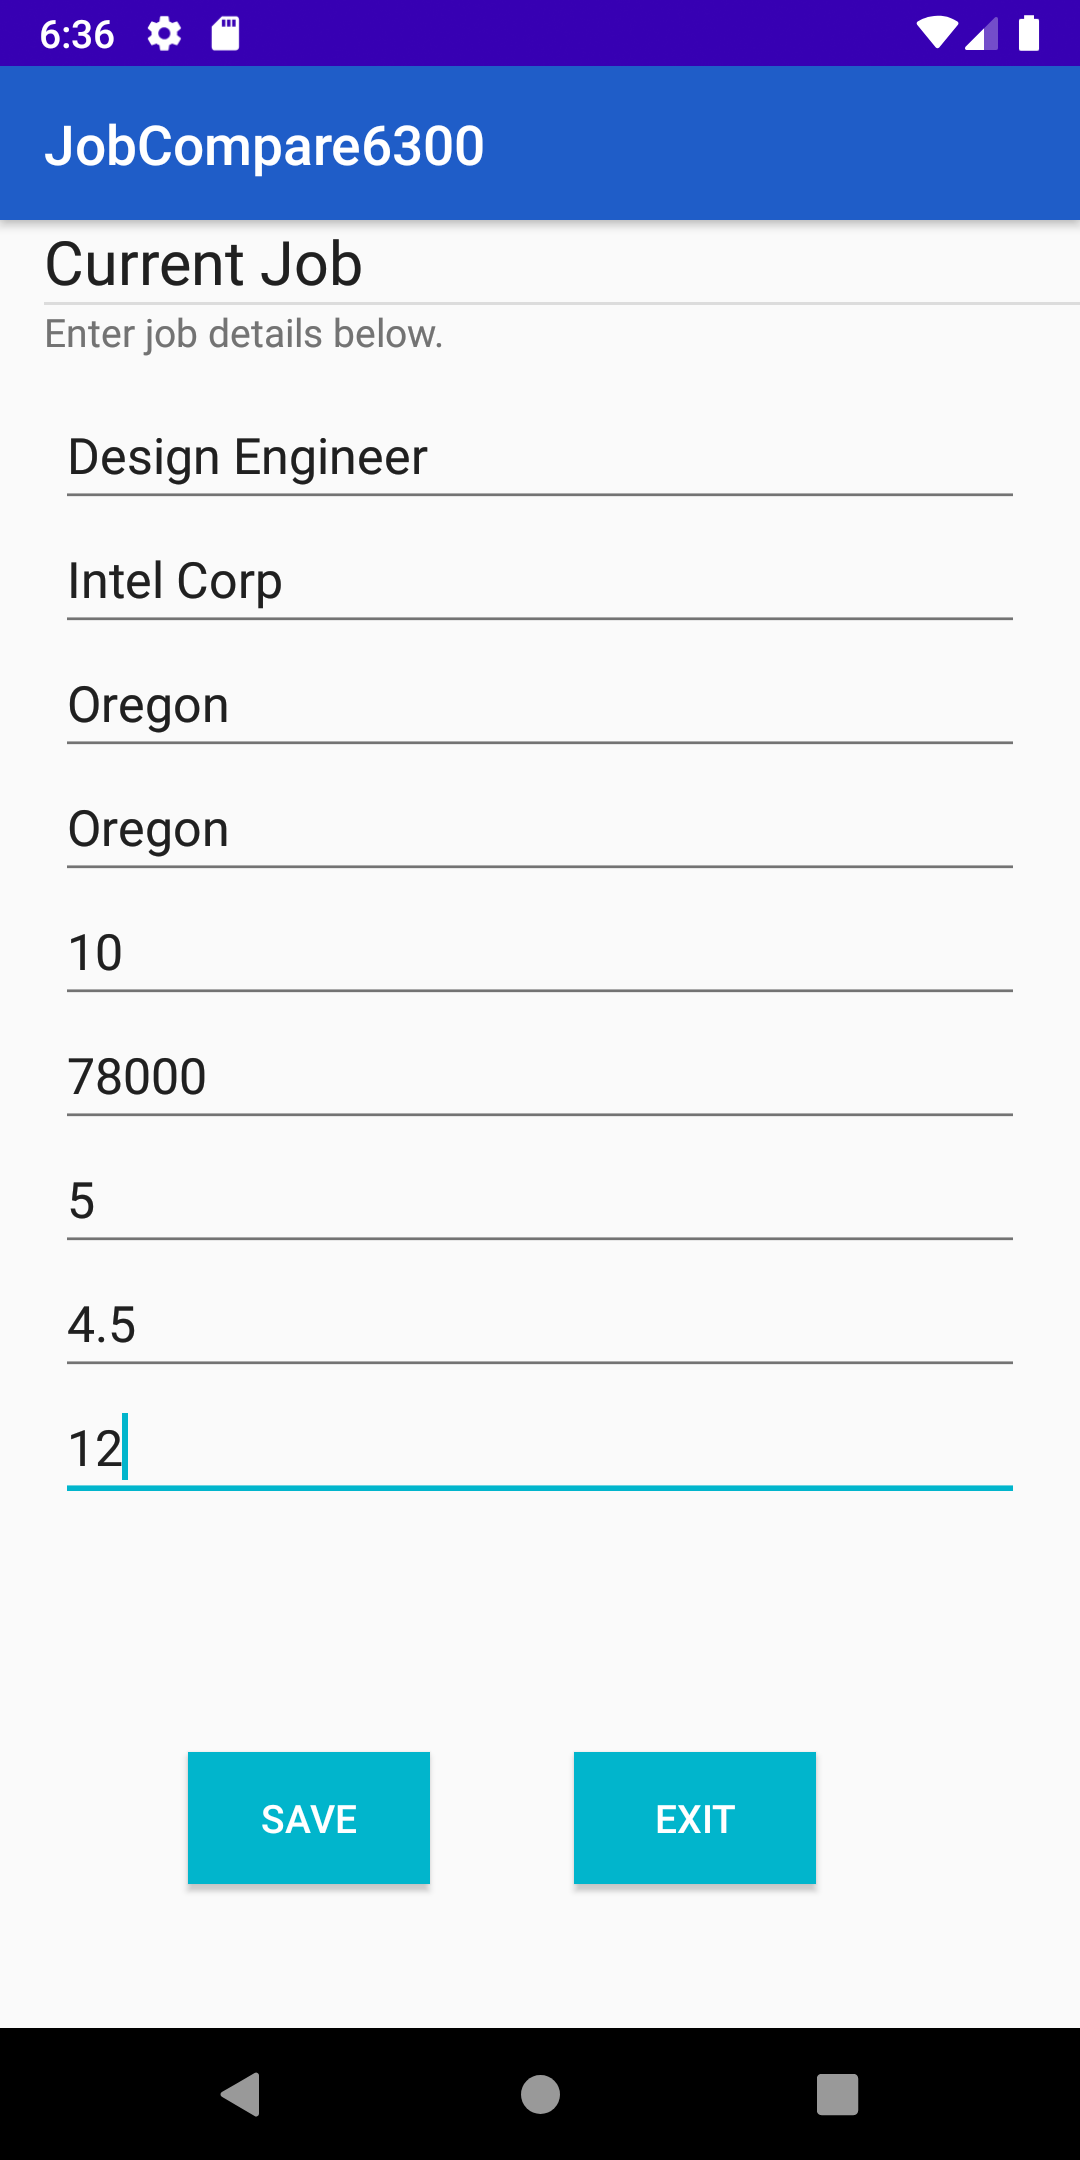 6:36
JobCompare6300
Current Job
Enter job details below.
Design Engineer
Intel Corp
Oregon
Oregon
10
78000
5
4.5
12
SAVE EXIT